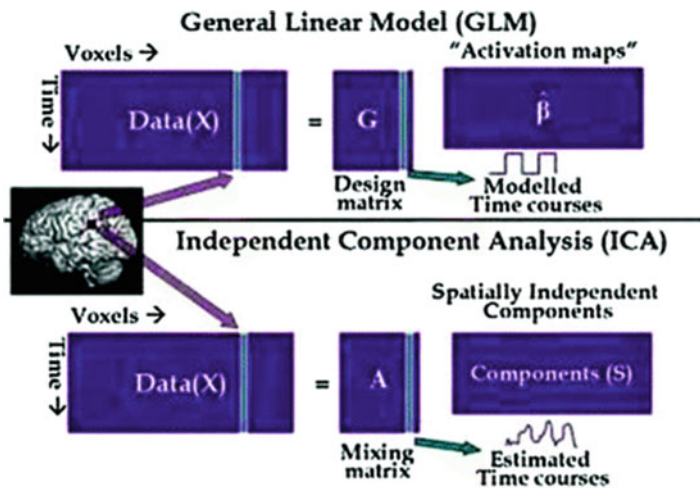 General Linear Model (GLM)
Voxels →
"Activation maps"
Time →
Data(X)
=
G
β̂
Design
matrix
Modelled
Time courses
Independent Component Analysis (ICA)
Voxels →
Spatially Independent
Components
Time →
Data(X)
=
A
Components (S)
Mixing
matrix
Estimated
Time courses